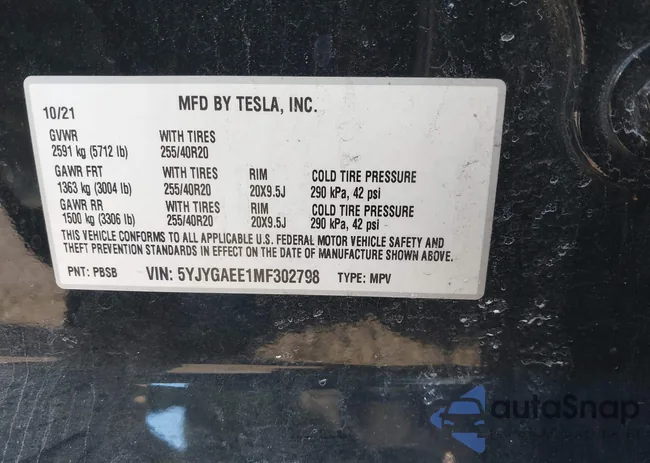 10/21 MFD BY TESLA, INC.
GVWR WITH TIRES
2591 kg (5712 lb) 255/40R20
GAWR FRT WITH TIRES RIM COLD TIRE PRESSURE
1363 kg (3004 lb) 255/40R20 20X9.5J 290 kPa, 42 psi
GAWR RR WITH TIRES RIM COLD TIRE PRESSURE
1500 kg (3306 lb) 255/40R20 20X9.5J 290 kPa, 42 psi
THIS VEHICLE CONFORMS TO ALL APPLICABLE U.S. FEDERAL MOTOR VEHICLE SAFETY AND
THEFT PREVENTION STANDARDS IN EFFECT ON THE DATE OF MANUFACTURE SHOWN ABOVE.
PNT: PBSB VIN: 5YJYGAEE1MF302798 TYPE: MPV
autoSnap